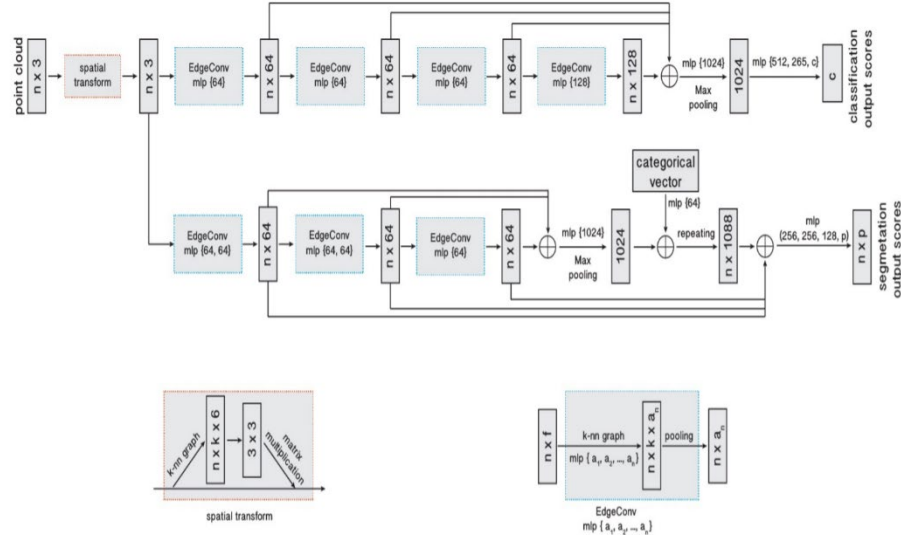 point cloud
n x 3
spatial
transform
n x 3
EdgeConv
mlp {64}
n x 64
EdgeConv
mlp {64}
n x 64
EdgeConv
mlp {64}
n x 64
EdgeConv
mlp {128}
n x 128
mlp {1024}
Max
pooling
1024
mlp {512, 265, c}
c
classification
output scores
EdgeConv
mlp {64, 64}
n x 64
EdgeConv
mlp {64, 64}
n x 64
EdgeConv
mlp {64}
n x 64
mlp {1024}
Max
pooling
1024
categorical
vector
mlp {64}
repeating
n x 1088
mlp
{256, 256, 128, p}
n x p
segmetation
output scores
k-nn graph
n x k x 6
3 x 3
matrix
multiplication
spatial transform
n x f
k-nn graph
mlp { a₁, a₂, ..., aₙ}
n x k x aₙ
pooling
n x aₙ
EdgeConv
mlp { a₁, a₂, .., aₙ}